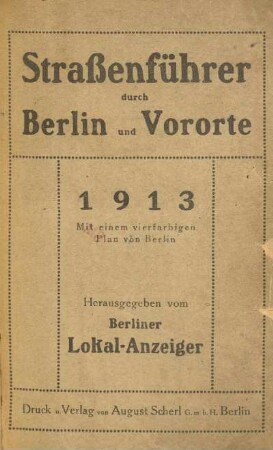 Straßenführer
durch
Berlin und Vororte
1913
Mit einem vierfarbigen
Plan von Berlin
Herausgegeben vom
Berliner
Lokal-Anzeiger
Druck u. Verlag von August Scherl G. m. b. H. Berlin